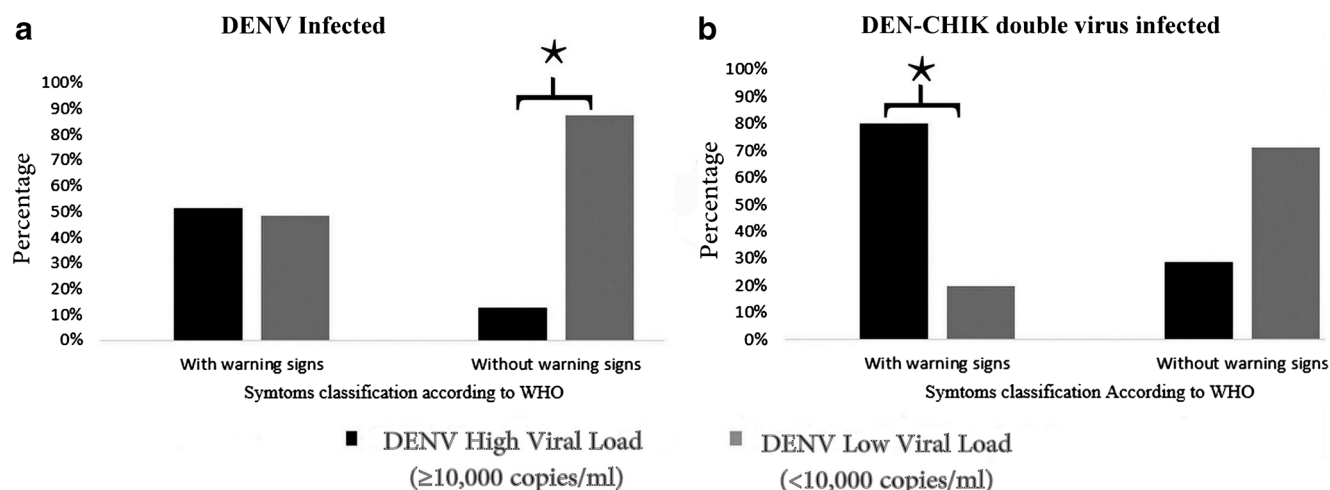 a
DENV Infected
100%
90%
80%
70%
60%
50%
40%
30%
20%
10%
0%
Percentage
With warning signs
Without warning signs
Symtoms classification according to WHO
b
DEN-CHIK double virus infected
100%
90%
80%
70%
60%
50%
40%
30%
20%
10%
0%
Percentage
With warning signs
Without warning signs
Symtoms classification According to WHO
DENV High Viral Load
(≥10,000 copies/ml)
DENV Low Viral Load
(<10,000 copies/ml)